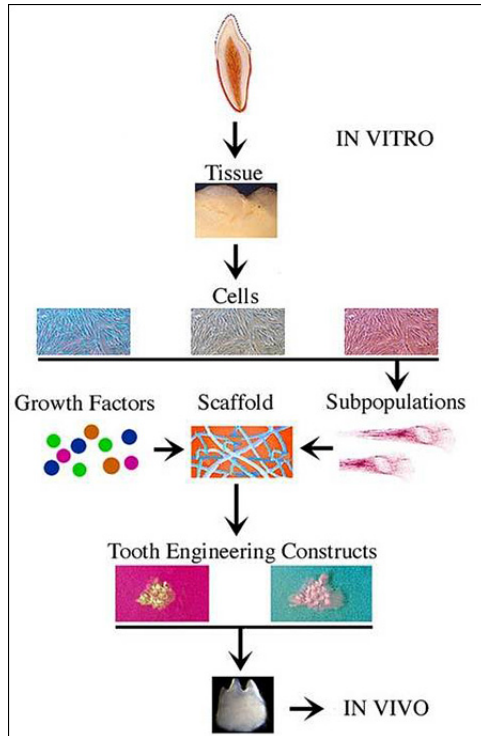 IN VITRO
Tissue
Cells
Growth Factors
Scaffold
Subpopulations
Tooth Engineering Constructs
IN VIVO